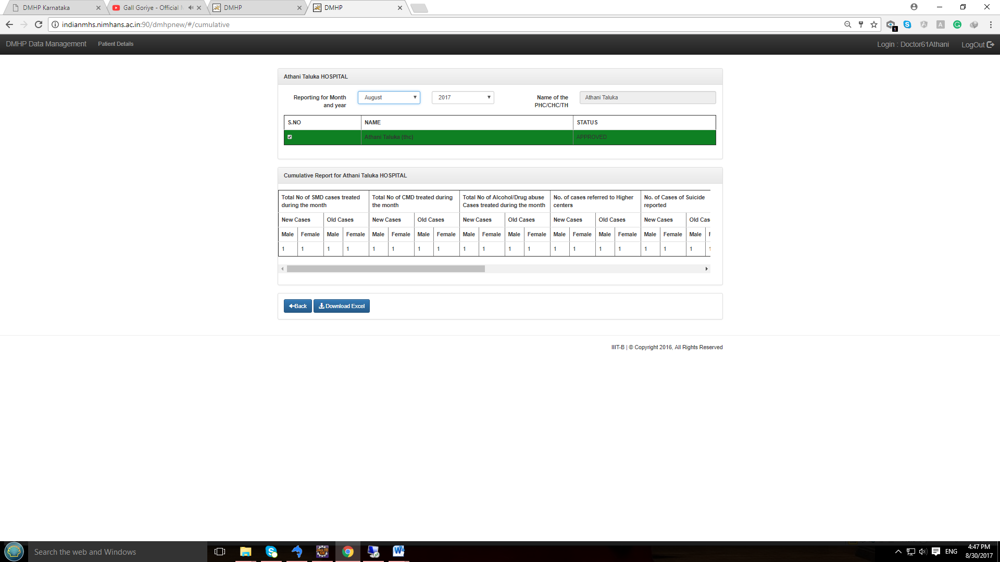 DMHP Karnataka
Gall Goriye - Official
DMHP
DMHP
indianmhs.nimhans.ac.in:90/dmhpnew/#/cumulative
1
DMHP Data Management Patient Details Login : Doctor61Athani LogOut
Athani Taluka HOSPITAL
Reporting for Month and year
August
2017
Name of the PHC/CHC/TH
Athani Taluka
S.NO NAME STATUS
Athani Taluka (thc) APPROVED
Cumulative Report for Athani Taluka HOSPITAL
Total No of SMD cases treated during the month
Total No of CMD treated during the month
Total No of Alcohol/Drug abuse Cases treated during the month
No. of cases referred to Higher centers
No. of Cases of Suicide reported
New Cases Old Cases New Cases Old Cases New Cases Old Cases New Cases Old Cases New Cases Old Cas
Male Female Male Female Male Female Male Female Male Female Male Female Male Female Male Female Male Female Male
1 1 1 1 1 1 1 1 1 1 1 1 1 1 1 1 1 1 1 1
Back Download Excel
IIIT-B | © Copyright 2016, All Rights Reserved
Search the web and Windows
ENG
4:47 PM
8/30/2017